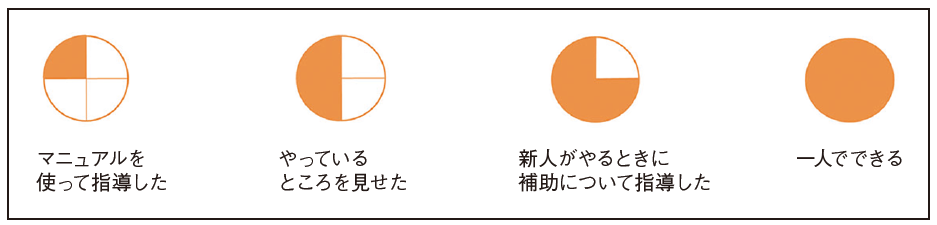 マニュアルを
使って指導した
やっている
ところを見せた
新人がやるときに
補助について指導した
一人でできる